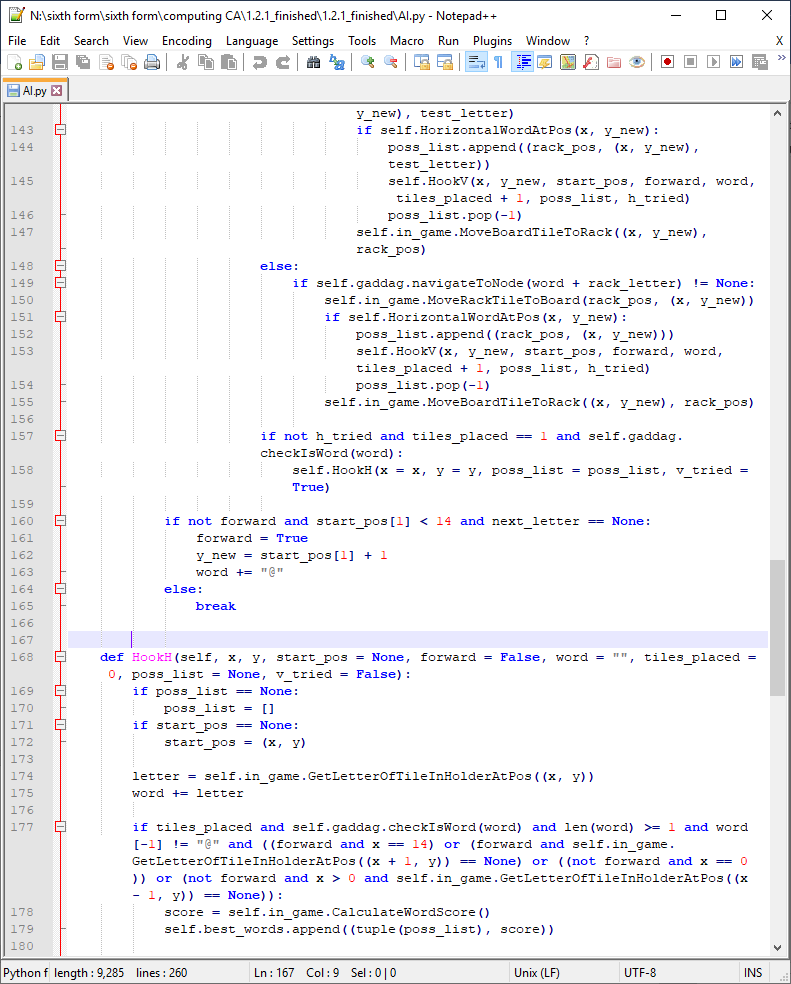 N:\sixth form\sixth form\computing CA\1.2.1_finished\1.2.1_finished\AI.py - Notepad++
File Edit Search View Encoding Language Settings Tools Macro Run Plugins Window ? X
AI.py
y_new), test_letter)
143 if self.HorizontalWordAtPos(x, y_new):
144 poss_list.append((rack_pos, (x, y_new),
test_letter))
145 self.HookV(x, y_new, start_pos, forward, word,
tiles_placed + 1, poss_list, h_tried)
146 poss_list.pop(-1)
147 self.in_game.MoveBoardTileToRack((x, y_new),
rack_pos)
148 else:
149 if self.gaddag.navigateToNode(word + rack_letter) != None:
150 self.in_game.MoveRackTileToBoard(rack_pos, (x, y_new))
151 if self.HorizontalWordAtPos(x, y_new):
152 poss_list.append((rack_pos, (x, y_new)))
153 self.HookV(x, y_new, start_pos, forward, word,
tiles_placed + 1, poss_list, h_tried)
154 poss_list.pop(-1)
155 self.in_game.MoveBoardTileToRack((x, y_new), rack_pos)
156
157 if not h_tried and tiles_placed == 1 and self.gaddag.
checkIsWord(word):
158 self.HookH(x = x, y = y, poss_list = poss_list, v_tried =
True)
159
160 if not forward and start_pos[1] < 14 and next_letter == None:
161 forward = True
162 y_new = start_pos[1] + 1
163 word += "@"
164 else:
165 break
166
167
168 def HookH(self, x, y, start_pos = None, forward = False, word = "", tiles_placed =
0, poss_list = None, v_tried = False):
169 if poss_list == None:
170 poss_list = []
171 if start_pos == None:
172 start_pos = (x, y)
173
174 letter = self.in_game.GetLetterOfTileInHolderAtPos((x, y))
175 word += letter
176
177 if tiles_placed and self.gaddag.checkIsWord(word) and len(word) >= 1 and word
[-1] != "@" and ((forward and x == 14) or (forward and self.in_game.
GetLetterOfTileInHolderAtPos((x + 1, y)) == None) or ((not forward and x == 0
)) or (not forward and x > 0 and self.in_game.GetLetterOfTileInHolderAtPos((x
- 1, y)) == None)):
178 score = self.in_game.CalculateWordScore()
179 self.best_words.append((tuple(poss_list), score))
180
Python f length : 9,285 lines : 260 Ln : 167 Col : 9 Sel : 0 | 0 Unix (LF) UTF-8 INS